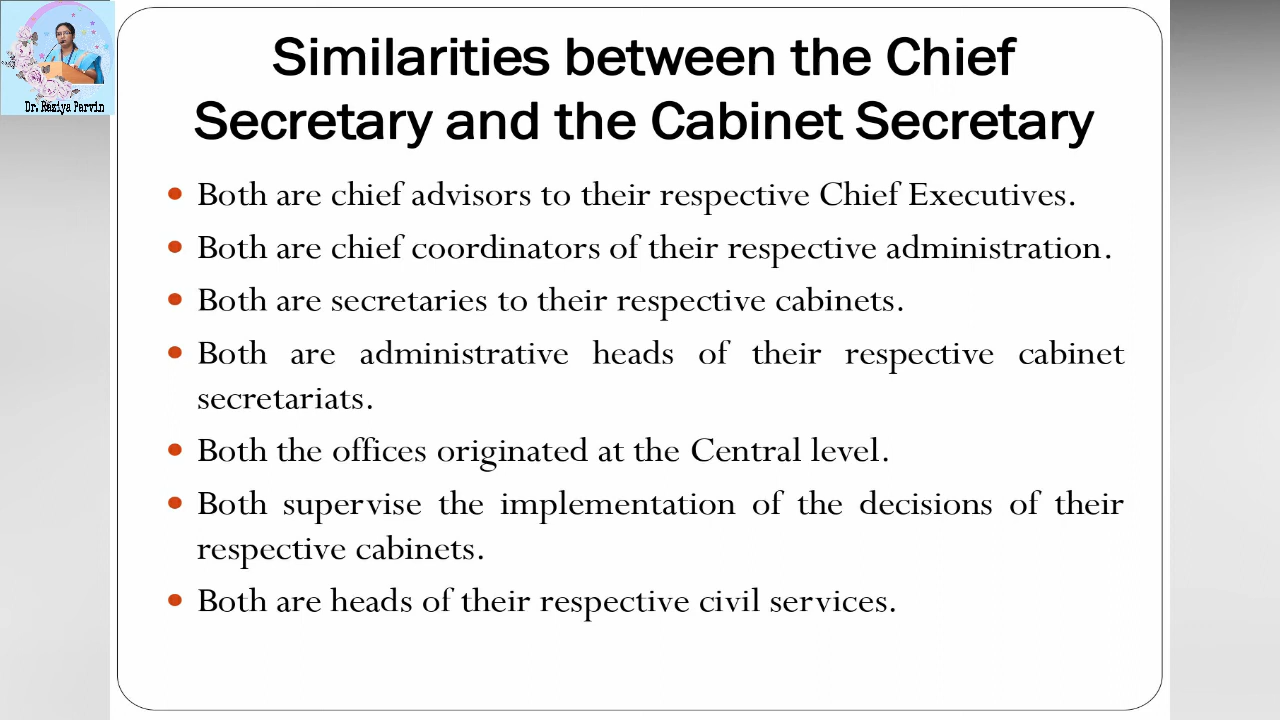 Dr. Raziya Parvin
Similarities between the Chief
Secretary and the Cabinet Secretary
• Both are chief advisors to their respective Chief Executives.
• Both are chief coordinators of their respective administration.
• Both are secretaries to their respective cabinets.
• Both are administrative heads of their respective cabinet
secretariats.
• Both the offices originated at the Central level.
• Both supervise the implementation of the decisions of their
respective cabinets.
• Both are heads of their respective civil services.